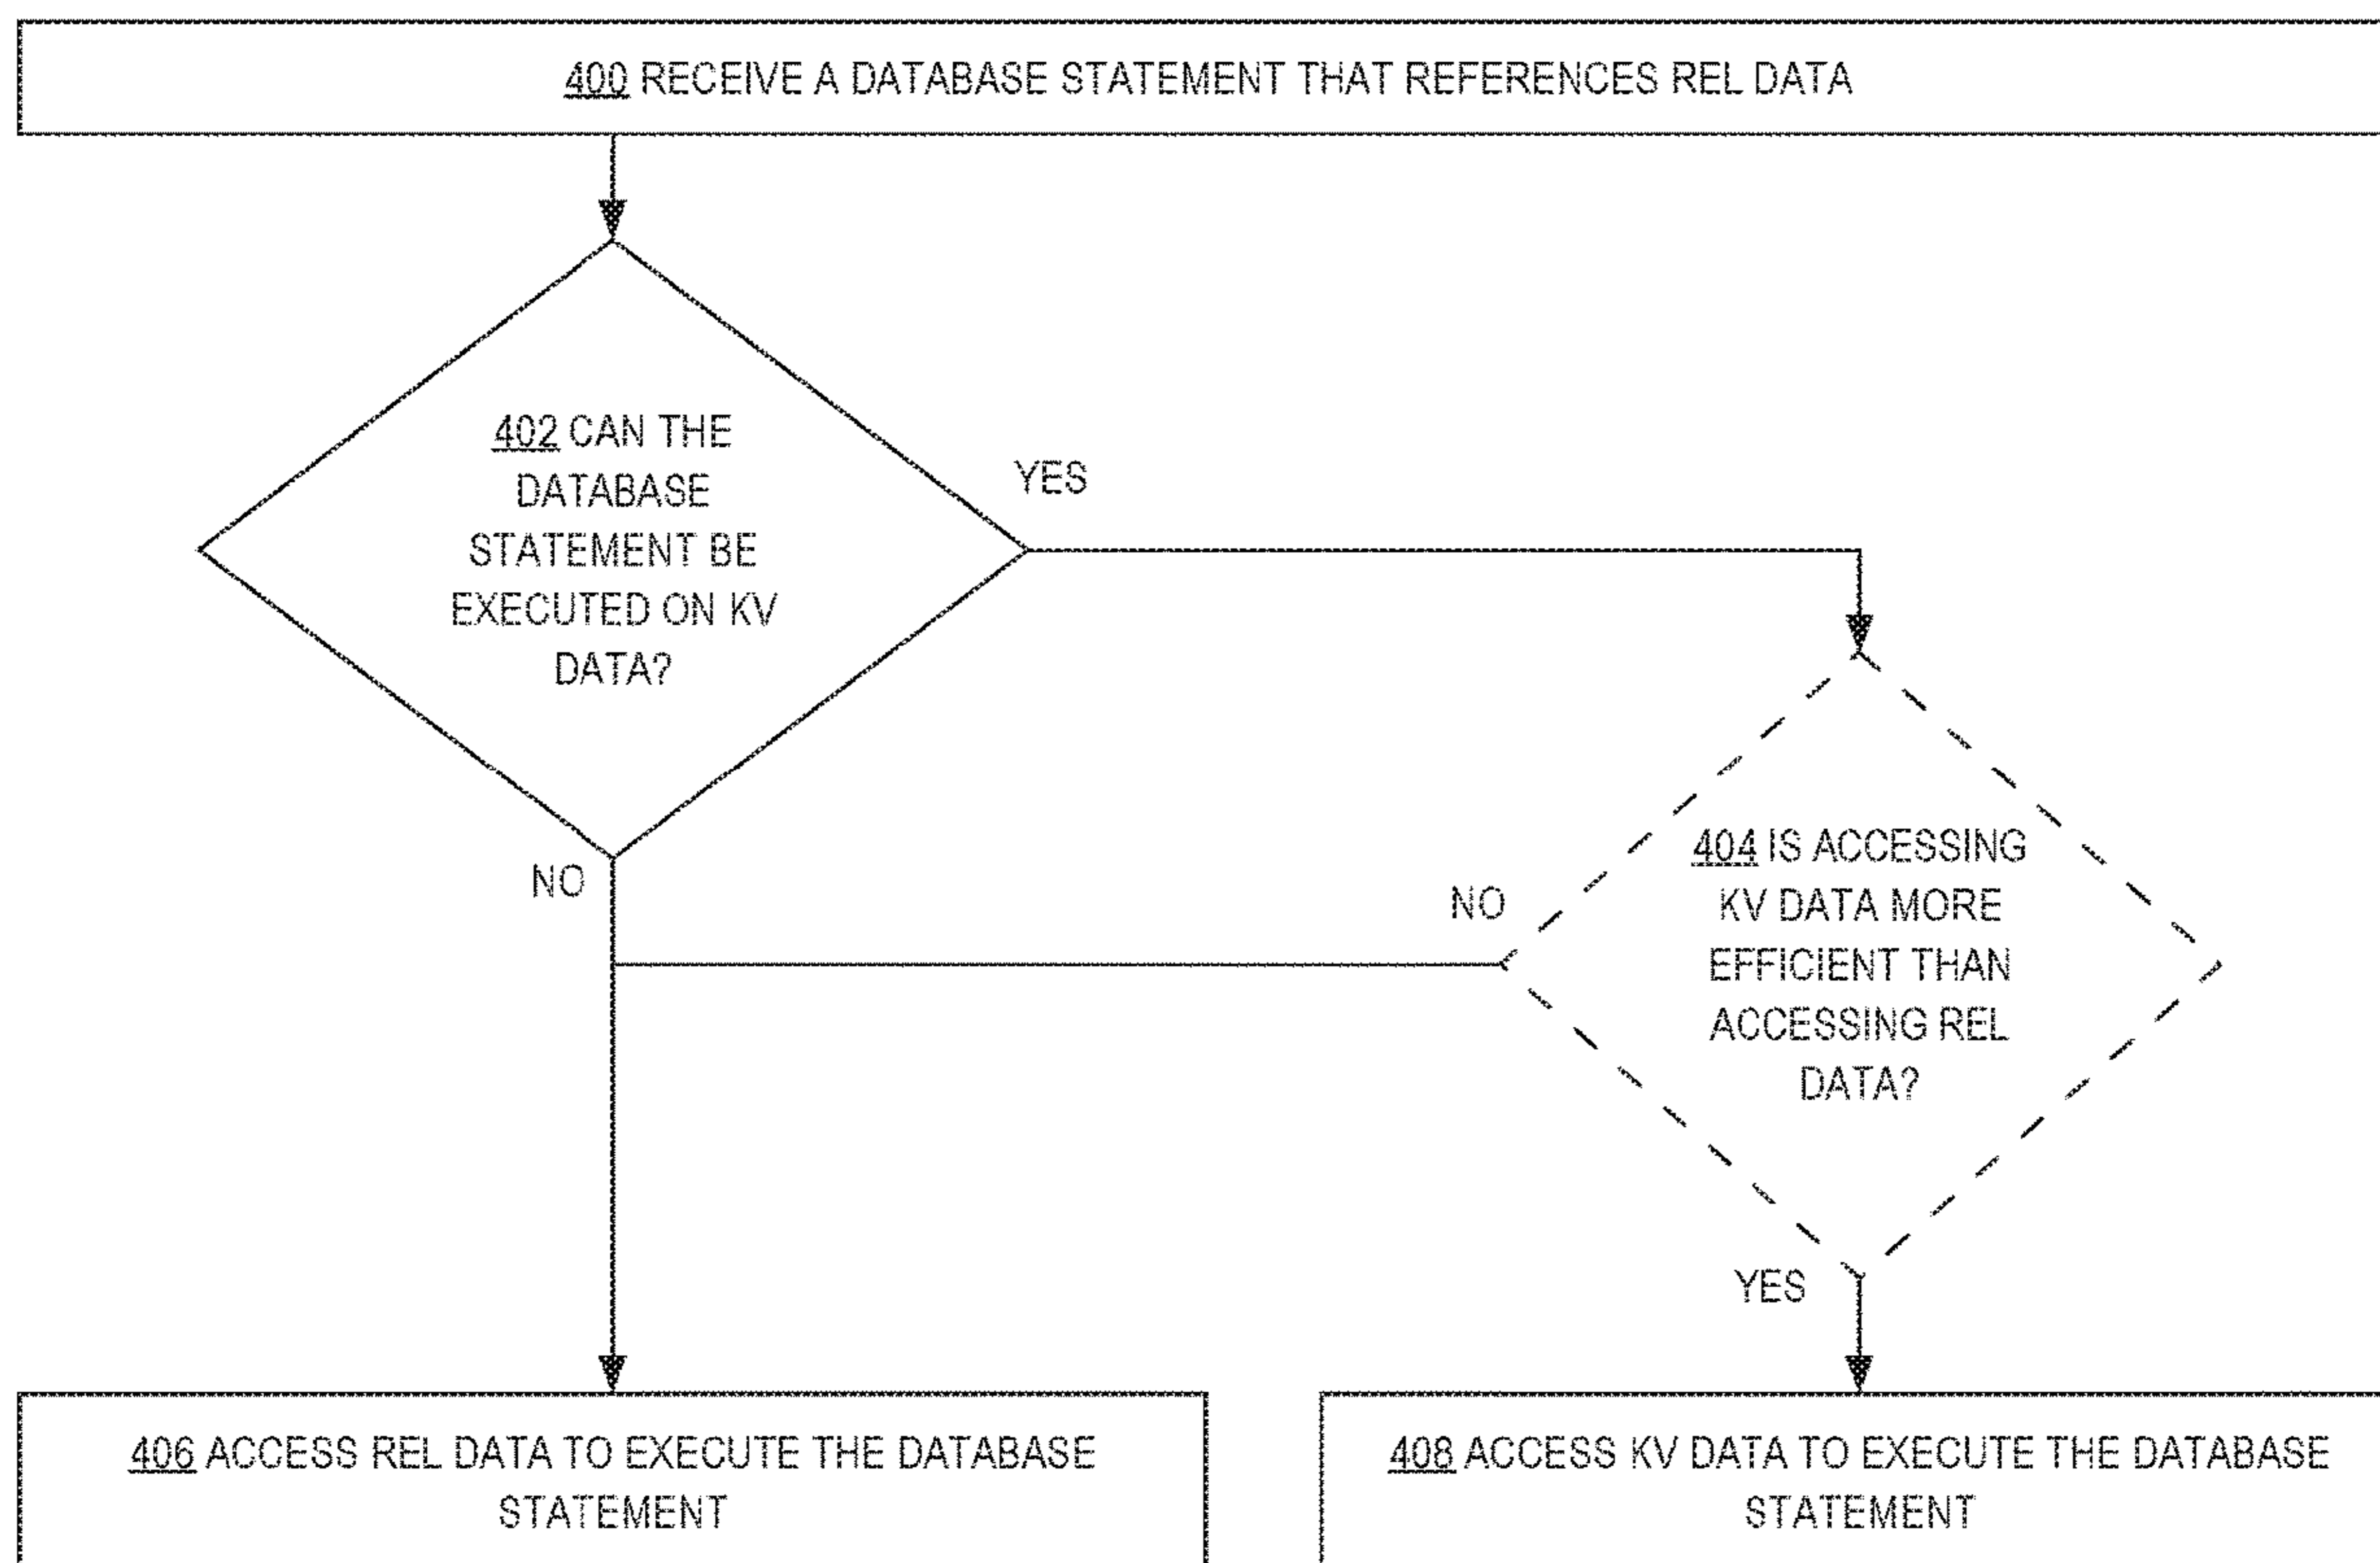 400 RECEIVE A DATABASE STATEMENT THAT REFERENCES REL DATA
402 CAN THE
DATABASE
STATEMENT BE
EXECUTED ON KV
DATA?
YES
NO
404 IS ACCESSING
KV DATA MORE
EFFICIENT THAN
ACCESSING REL
DATA?
NO
YES
406 ACCESS REL DATA TO EXECUTE THE DATABASE
STATEMENT
408 ACCESS KV DATA TO EXECUTE THE DATABASE
STATEMENT